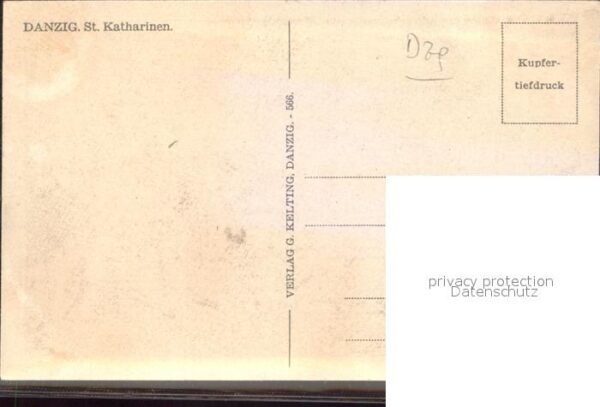 DANZIG. St. Katharinen.
VERLAG G. KELTING, DANZIG. - 566.
Kupfer-
tiefdruck
privacy protection
Datenschutz